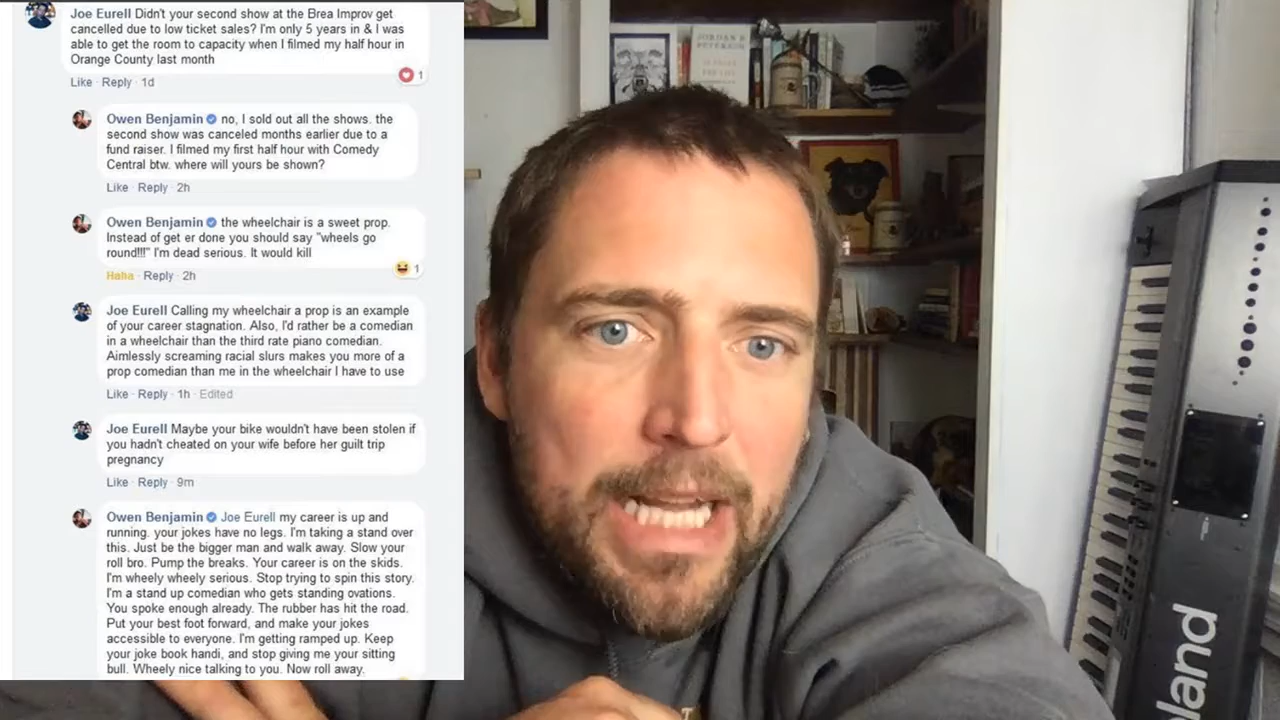 Joe Eurell Didn't your second show at the Brea Improv get
cancelled due to low ticket sales? I'm only 5 years in & I was
able to get the room to capacity when I filmed my half hour in
Orange County last month
1
Like · Reply · 1d
Owen Benjamin no, I sold out all the shows. the
second show was canceled months earlier due to a
fund raiser. I filmed my first half hour with Comedy
Central btw. where will yours be shown?
Like · Reply · 2h
Owen Benjamin the wheelchair is a sweet prop.
Instead of get er done you should say "wheels go
round!!!" I'm dead serious. It would kill
1
Haha · Reply · 2h
Joe Eurell Calling my wheelchair a prop is an example
of your career stagnation. Also, I'd rather be a comedian
in a wheelchair than the third rate piano comedian.
Aimlessly screaming racial slurs makes you more of a
prop comedian than me in the wheelchair I have to use
Like · Reply · 1h · Edited
Joe Eurell Maybe your bike wouldn't have been stolen if
you hadn't cheated on your wife before her guilt trip
pregnancy
Like · Reply · 9m
Owen Benjamin Joe Eurell my career is up and
running. your jokes have no legs. I'm taking a stand over
this. Just be the bigger man and walk away. Slow your
roll bro. Pump the breaks. Your career is on the skids.
I'm wheely wheely serious. Stop trying to spin this story.
I'm a stand up comedian who gets standing ovations.
You spoke enough already. The rubber has hit the road.
Put your best foot forward, and make your jokes
accessible to everyone. I'm getting ramped up. Keep
your joke book handi, and stop giving me your sitting
bull. Wheely nice talking to you. Now roll away.
JORDAN B.
PETERSON
land